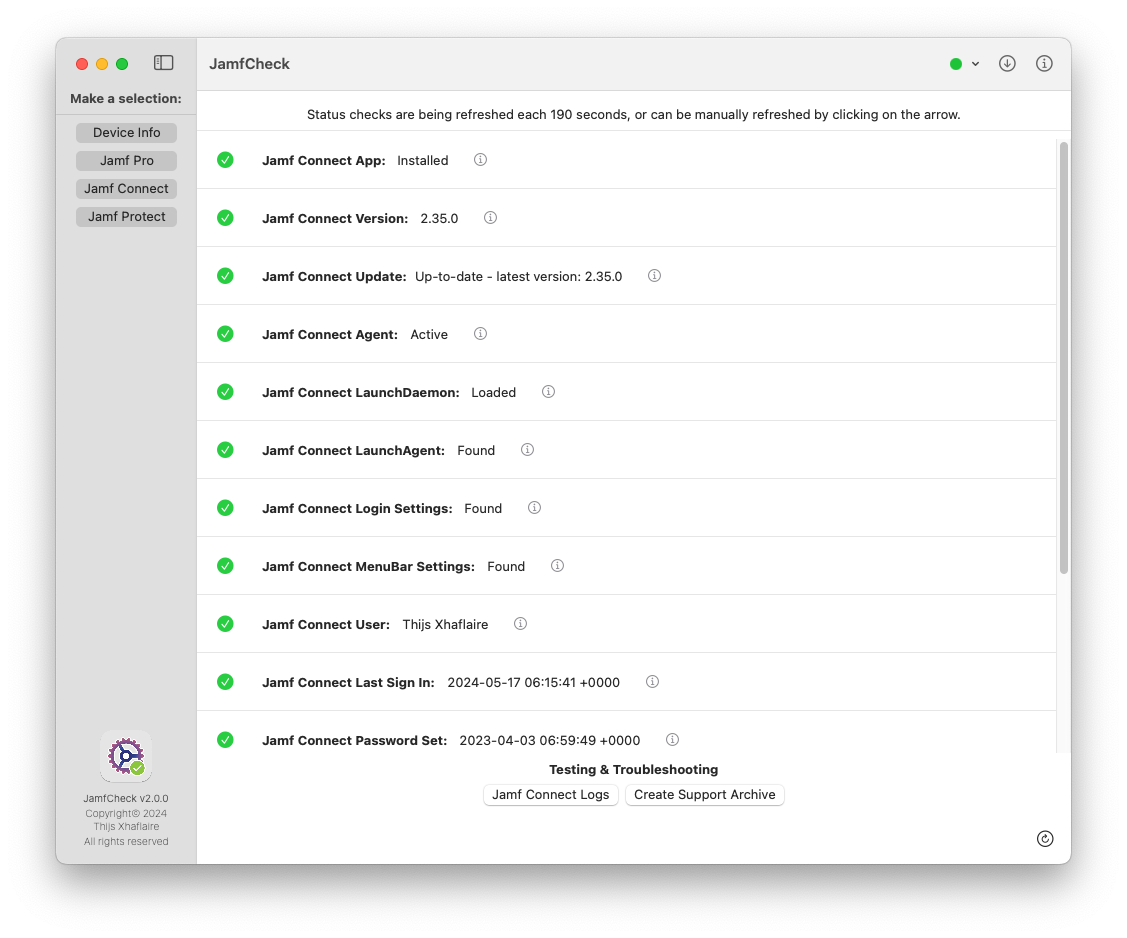 JamfCheck
Make a selection:
Device Info
Jamf Pro
Jamf Connect
Jamf Protect
Status checks are being refreshed each 190 seconds, or can be manually refreshed by clicking on the arrow.
Jamf Connect App: Installed
Jamf Connect Version: 2.35.0
Jamf Connect Update: Up-to-date - latest version: 2.35.0
Jamf Connect Agent: Active
Jamf Connect LaunchDaemon: Loaded
Jamf Connect LaunchAgent: Found
Jamf Connect Login Settings: Found
Jamf Connect MenuBar Settings: Found
Jamf Connect User: Thijs Xhaflaire
Jamf Connect Last Sign In: 2024-05-17 06:15:41 +0000
Jamf Connect Password Set: 2023-04-03 06:59:49 +0000
Testing & Troubleshooting
Jamf Connect Logs Create Support Archive
JamfCheck v2.0.0
Copyright© 2024
Thijs Xhaflaire
All rights reserved